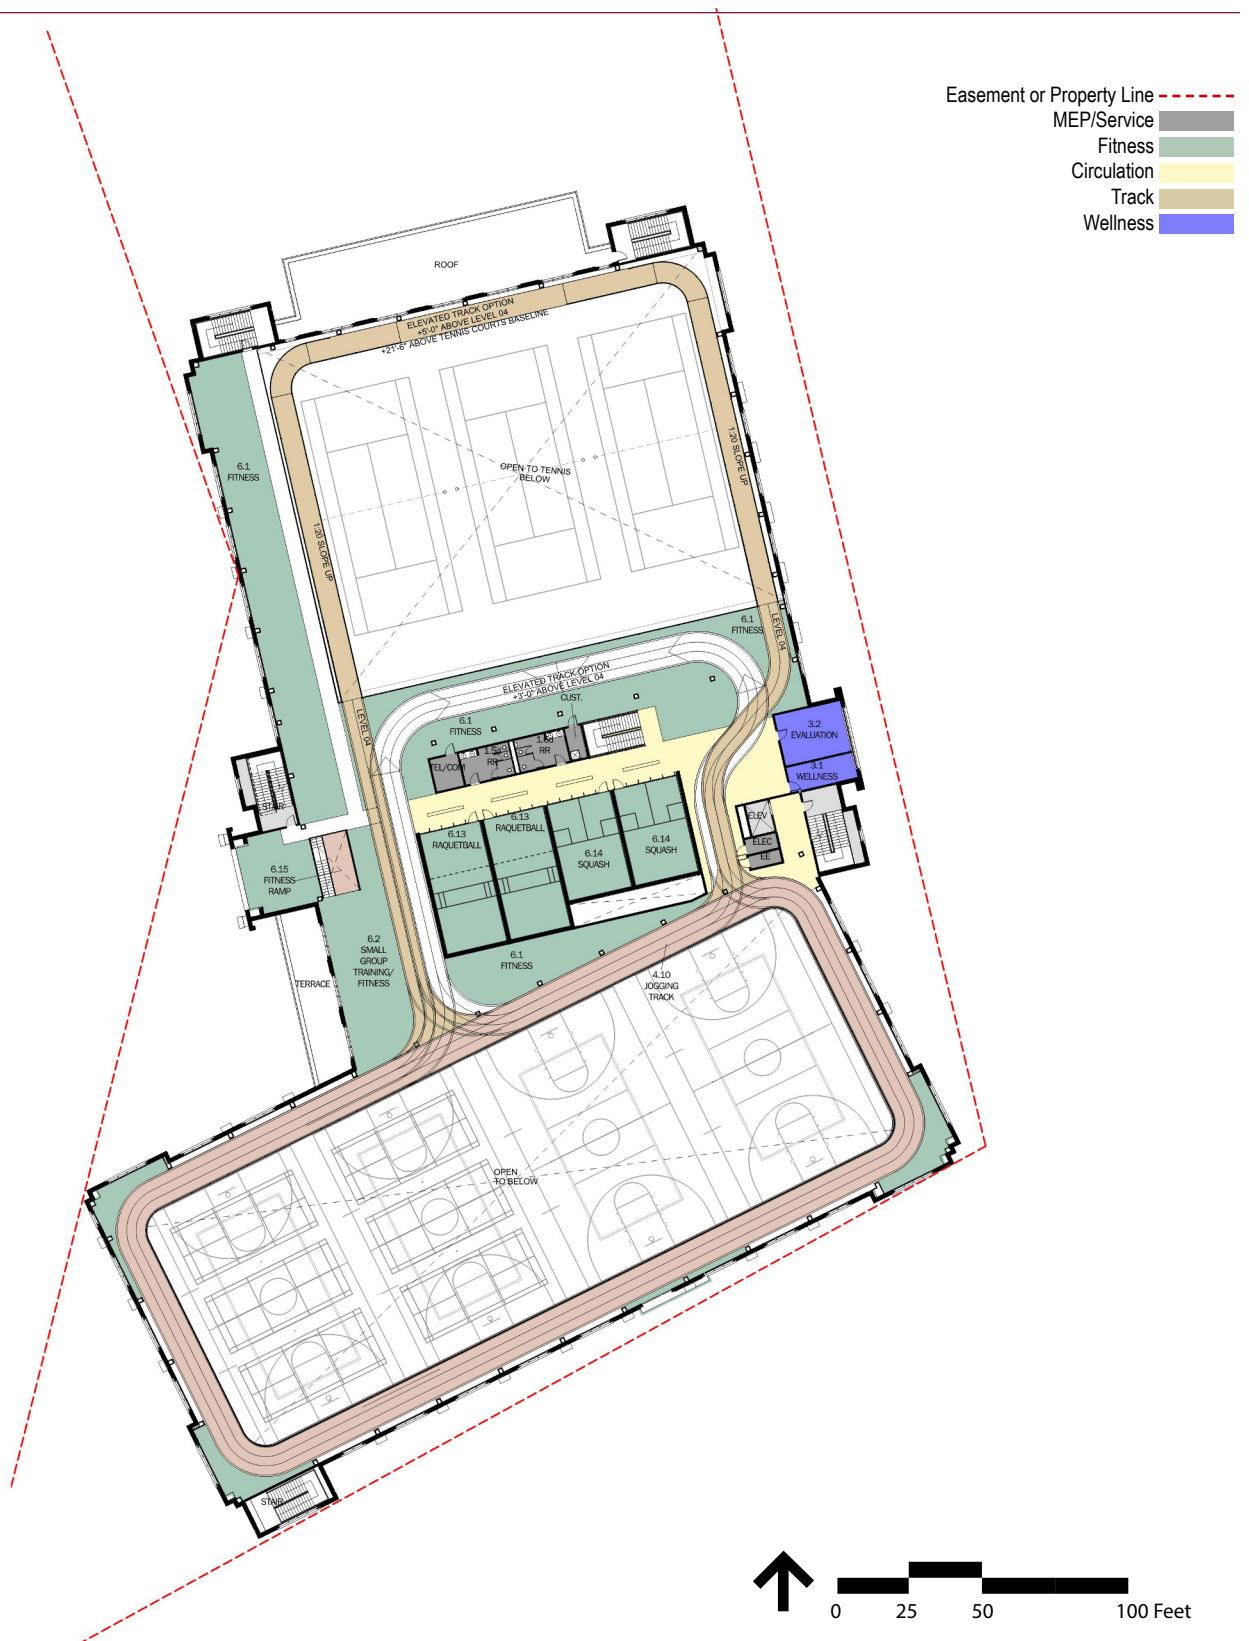 Easement or Property Line
MEP/Service
Fitness
Circulation
Track
Wellness
ROOF
ELEVATED TRACK OPTION
+5'-0" ABOVE LEVEL 04
+21'-6" ABOVE TENNIS COURTS BASELINE
6.1
FITNESS
OPEN TO TENNIS
BELOW
1:20 SLOPE UP
1:20 SLOPE UP
6.1
FITNESS
LEVEL 04
ELEVATED TRACK OPTION
+3'-0" ABOVE LEVEL 04
CUST.
LEVEL 04
6.1
FITNESS
3.2
EVALUATION
RR
RR
TEL/COM
3.1
WELLNESS
STAIR
6.13
RAQUETBALL
6.13
RAQUETBALL
6.14
SQUASH
6.14
SQUASH
ELEV
ELEC
EE
6.15
FITNESS
RAMP
6.2
SMALL
GROUP
TRAINING/
FITNESS
6.1
FITNESS
TERRACE
4.10
JOGGING
TRACK
OPEN
TO BELOW
STAIR
0 25 50 100 Feet